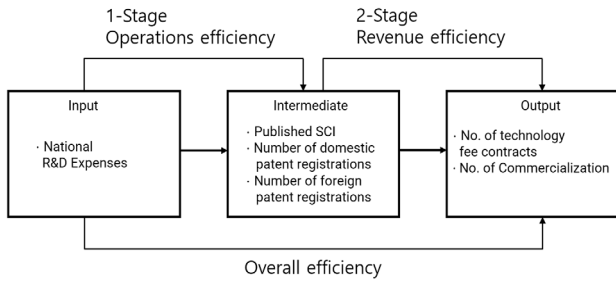 1-Stage
Operations efficiency
2-Stage
Revenue efficiency
Input
· National
R&D Expenses
Intermediate
· Published SCI
· Number of domestic
patent registrations
· Number of foreign
patent registrations
Output
· No. of technology
fee contracts
· No. of Commercialization
Overall efficiency